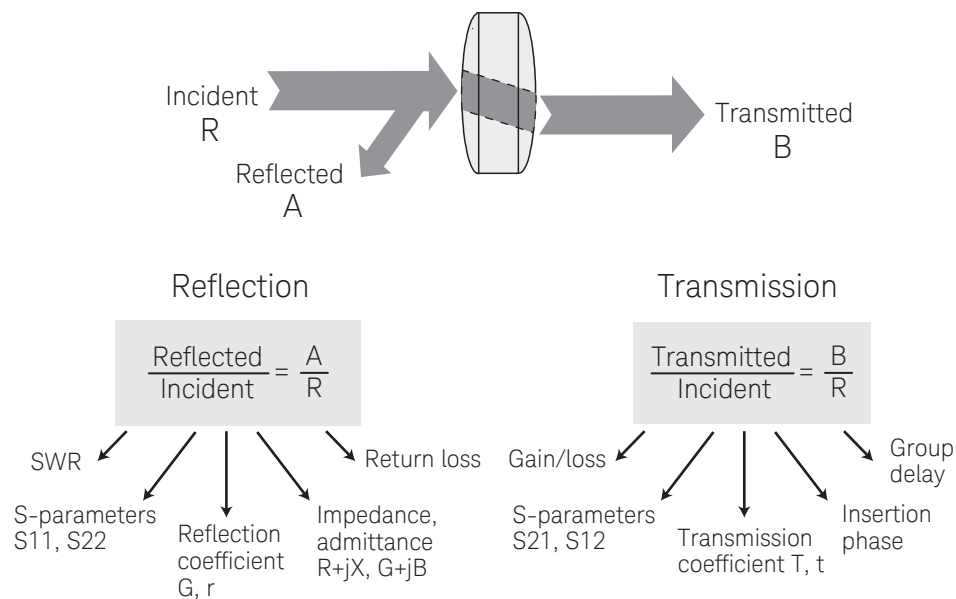 Incident
R
Reflected
A
Transmitted
B
Reflection
Reflected
Incident
=
A
R
SWR
S-parameters
S11, S22
Reflection
coefficient
G, r
Impedance,
admittance
R+jX, G+jB
Return loss
Transmission
Transmitted
Incident
=
B
R
Gain/loss
S-parameters
S21, S12
Transmission
coefficient T, t
Insertion
phase
Group
delay